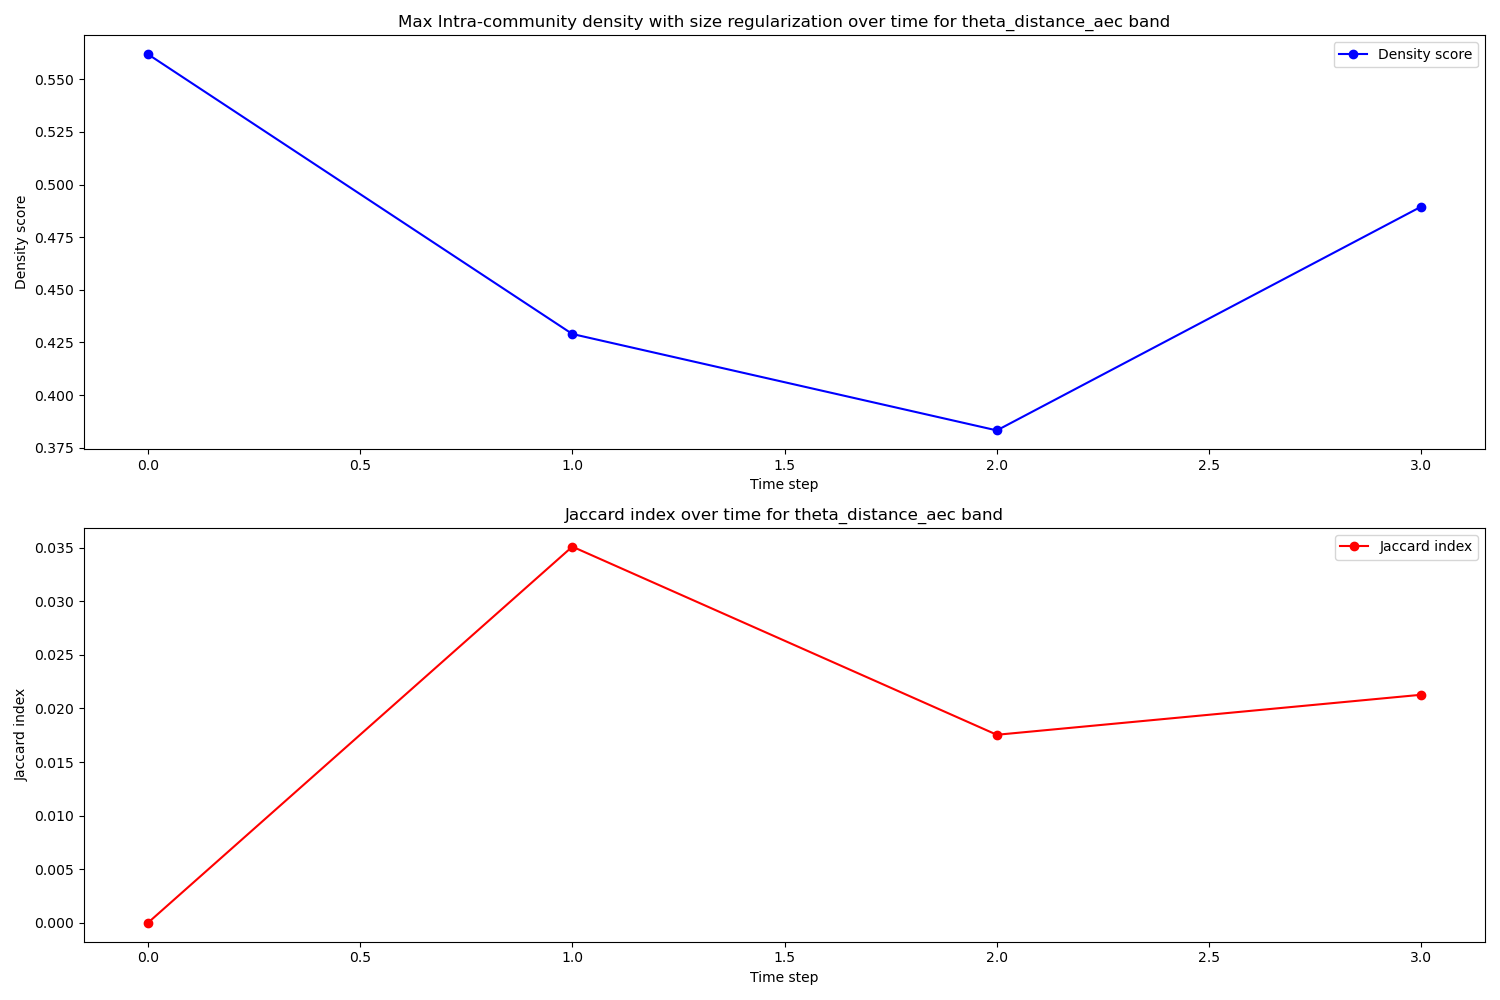 Max Intra-community density with size regularization over time for theta_distance_aec band
Density score
0.550
0.525
0.500
0.475
0.450
0.425
0.400
0.375
Density score
0.0 0.5 1.0 1.5 2.0 2.5 3.0
Time step
Jaccard index over time for theta_distance_aec band
Jaccard index
0.035
0.030
0.025
0.020
0.015
0.010
0.005
0.000
Jaccard index
0.0 0.5 1.0 1.5 2.0 2.5 3.0
Time step